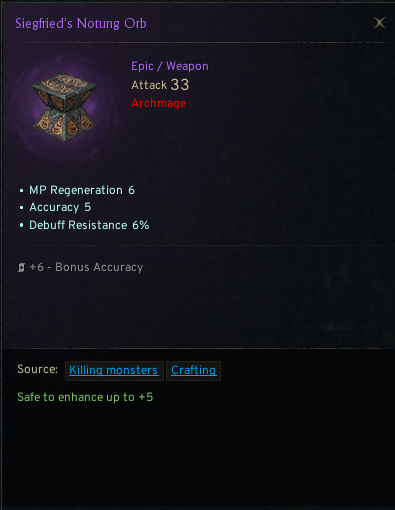 Siegfried's Notung Orb
Epic / Weapon
Attack 33
Archmage
• MP Regeneration 6
• Accuracy 5
• Debuff Resistance 6%
+6 - Bonus Accuracy
Source: Killing monsters Crafting
Safe to enhance up to +5